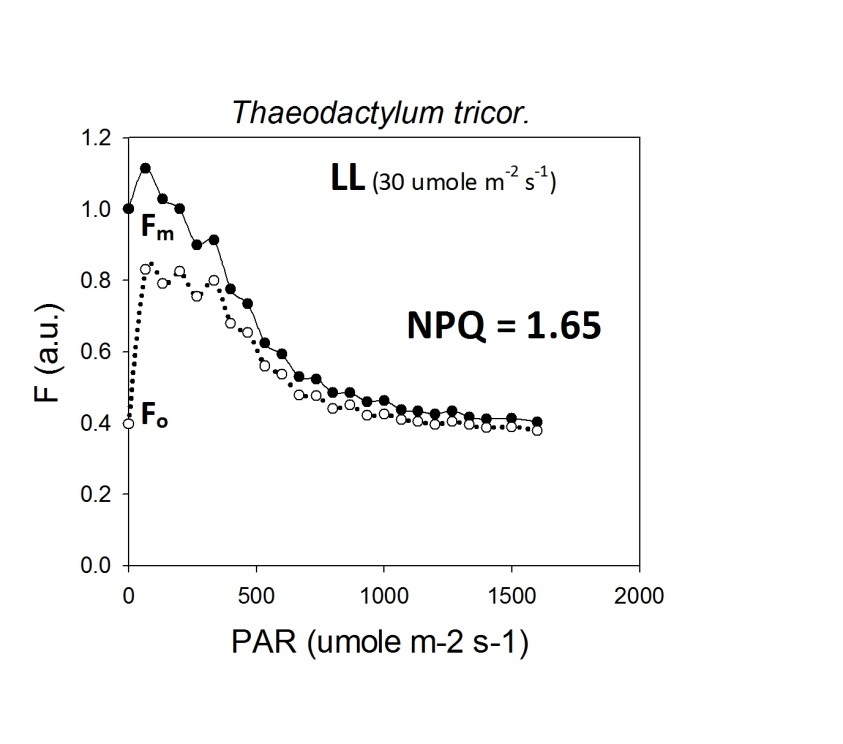 Thaeodactylum tricor.
1.2
LL (30 umole m-2 s-1)
1.0
Fm
0.8
NPQ = 1.65
0.6
F (a.u.)
0.4
Fo
0.2
0.0
0 500 1000 1500 2000
PAR (umole m-2 s-1)